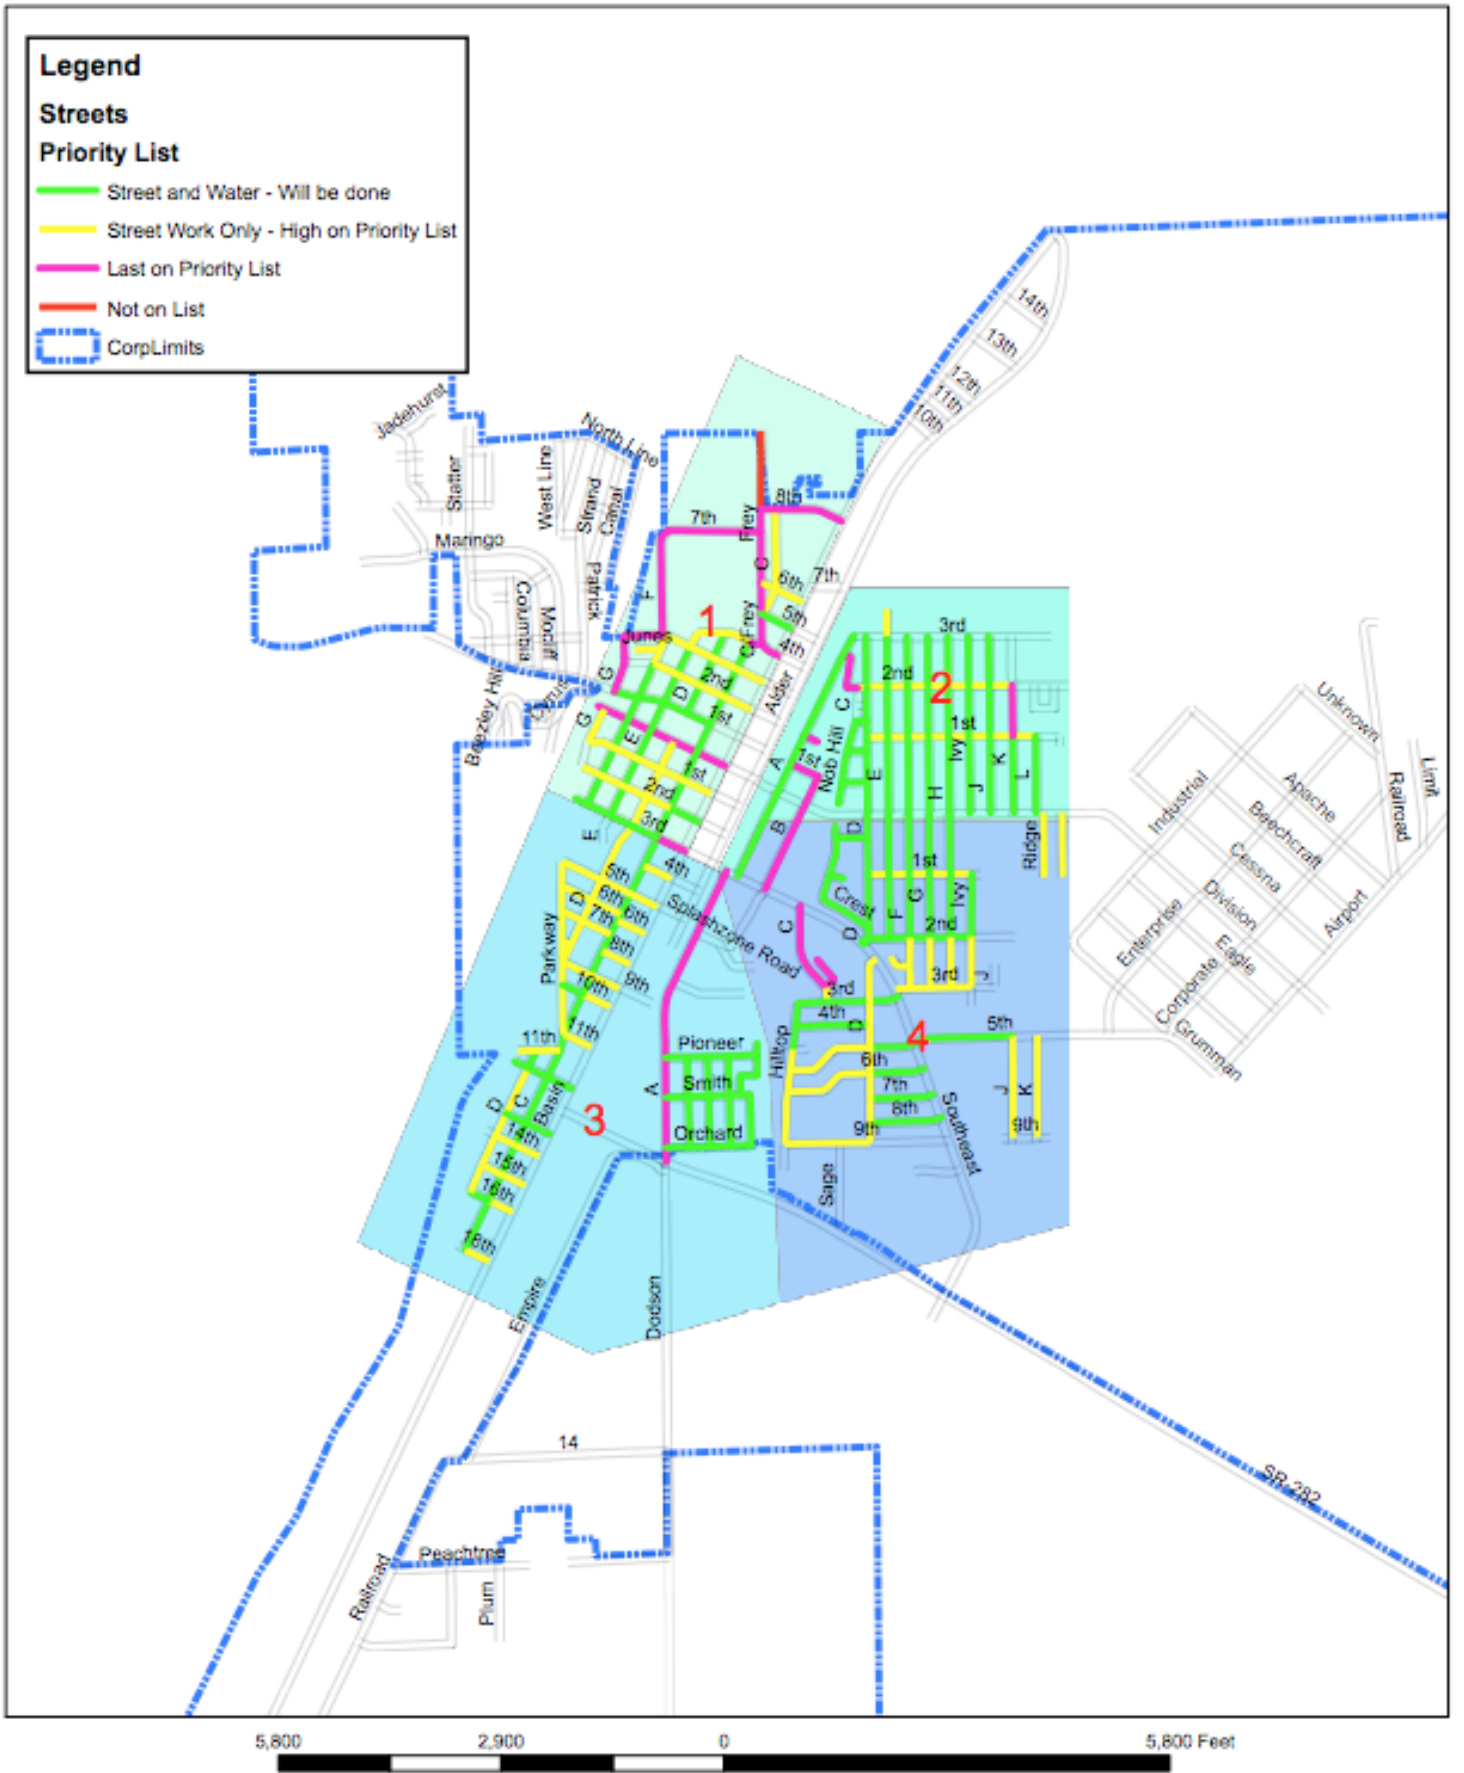 Legend
Streets
Priority List
Street and Water - Will be done
Street Work Only - High on Priority List
Last on Priority List
Not on List
CorpLimits
14th
13th
12th
11th
10th
Jadehurst
North Line
Statter
West Line
Strand
Canal
Maringo
Patrick
Columbia
Mocliff
Beezley Hill
Cyrus
8th
7th
Frey
C
6th
7th
F
1
5th
Junes
C/Frey
4th
G
D
2nd
Alder
G
E
1st
1st
2nd
3rd
E
3rd
2nd
2
C
1st
Nob Hill
A
1st
Ivy
K
E
L
H
J
B
D
Ridge
Unknown
Limit
Railroad
Industrial
Apache
Beechcraft
Cessna
Division
Airport
Enterprise
Eagle
Corporate
Grumman
4th
5th
6th
D
7th
6th
Parkway
8th
9th
10th
11th
11th
Splashzone Road
1st
G
Ivy
F
Crest
2nd
D
C
3rd
J
3rd
4th
D
4
5th
Hilltop
6th
7th
8th
9th
J
K
9th
Southeast
Sage
Pioneer
Smith
A
Orchard
3
D
C
Basin
14th
15th
16th
18th
Empire
Dodson
14
SR-282
Peachtree
Railroad
Plum
5,800
2,900
0
5,800 Feet